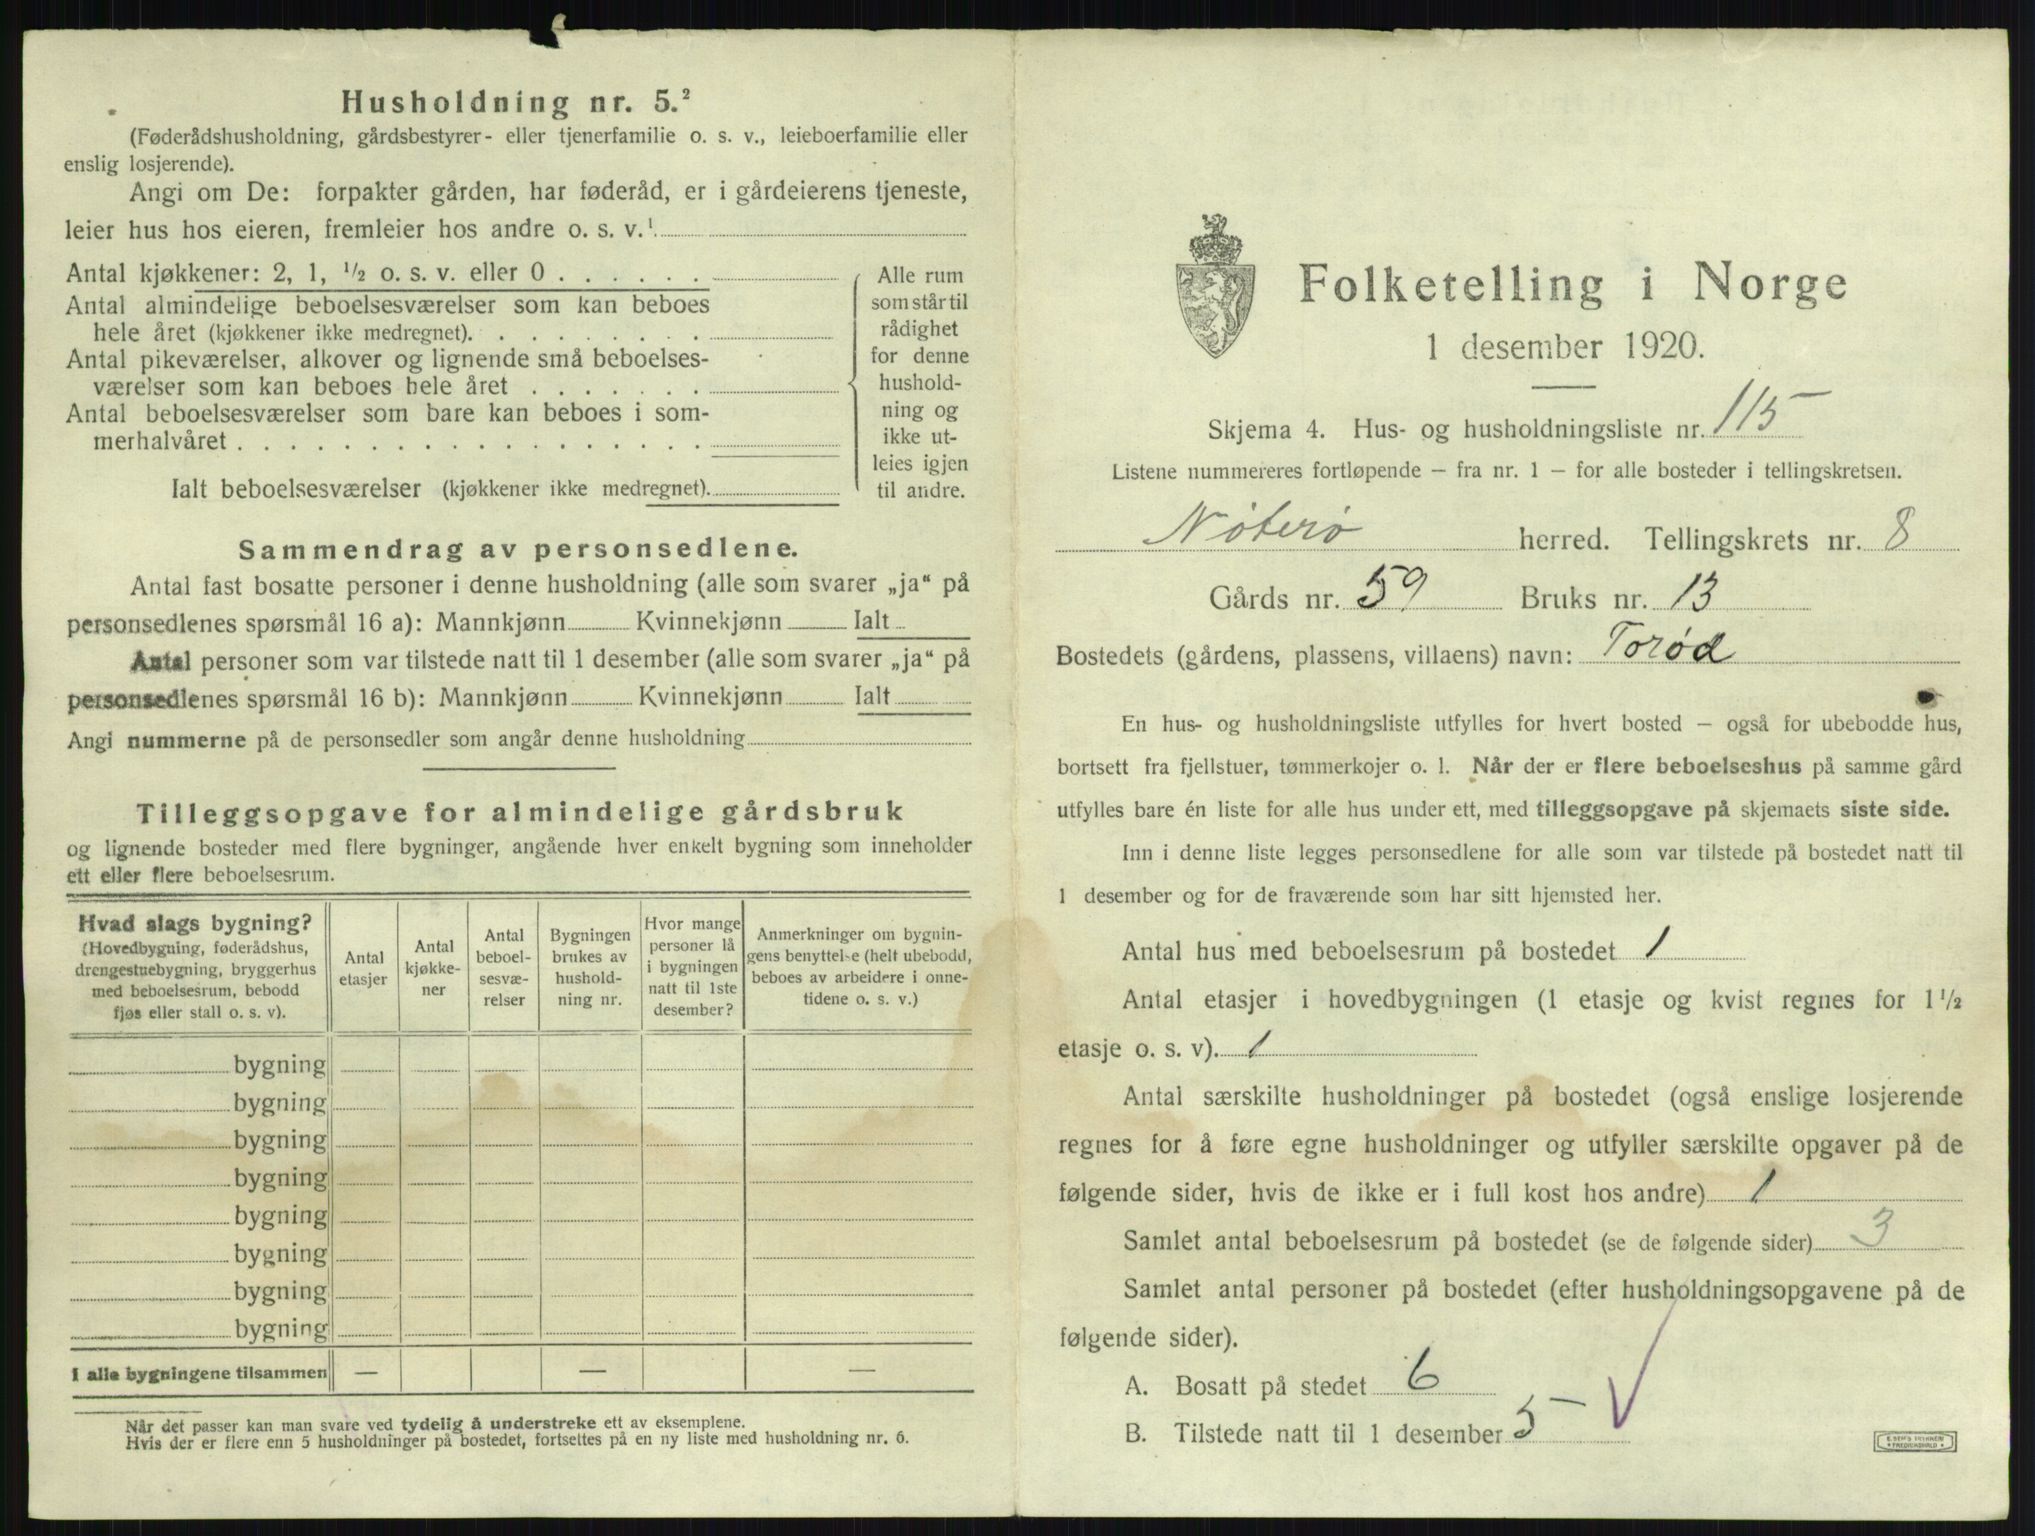 Husholdning nr. 5.²
(Føderådshusholdning, gårdsbestyrer- eller tjenerfamilie o. s. v., leieboerfamilie eller
enslig losjerende).
Angi om De: forpakter gården, har føderåd, er i gårdeierens tjeneste,
leier hus hos eieren, fremleier hos andre o. s. v.¹
Antal kjøkkener: 2, 1, ½ o. s. v. eller 0 . . . . . .
Antal almindelige beboelsesværelser som kan beboes
hele året (kjøkkener ikke medregnet). . . . . . . . .
Antal pikeværelser, alkover og lignende små beboelses-
værelser som kan beboes hele året . . . . . . .
Antal beboelsesværelser som bare kan beboes i som-
merhalvåret . . . . . . . . . . . . . . . . . .
Ialt beboelsesværelser (kjøkkener ikke medregnet).
Alle rum
som står til
rådighet
for denne
hushold-
ning og
ikke ut-
leies igjen
til andre.
Sammendrag av personsedlene.
Antal fast bosatte personer i denne husholdning (alle som svarer „ja“ på
personsedlenes spørsmål 16 a): Mannkjønn Kvinnekjønn Ialt
Antal personer som var tilstede natt til 1 desember (alle som svarer „ja“ på
personsedlenes spørsmål 16 b): Mannkjønn Kvinnekjønn Ialt
Angi nummerne på de personsedler som angår denne husholdning
Tilleggsopgave for almindelige gårdsbruk
og lignende bosteder med flere bygninger, angående hver enkelt bygning som inneholder
ett eller flere beboelsesrum.
Hvad slags bygning?
(Hovedbygning, føderådshus,
drengestuebygning, bryggerhus
med beboelsesrum, bebodd
fjøs eller stall o. s. v).
Antal
etasjer
Antal
kjøkke-
ner
Antal
beboel-
sesvæ-
relser
Bygningen
brukes av
hushold-
ning nr.
Hvor mange
personer lå
i bygningen
natt til 1ste
desember?
Anmerkninger om bygnin-
gens benyttelse (helt ubebodd,
beboes av arbeidere i onne-
tidene o. s. v.)
bygning
bygning
bygning
bygning
bygning
bygning
bygning
bygning
I alle bygningene tilsammen — — —
Når det passer kan man svare ved tydelig å understreke ett av eksemplene.
Hvis der er flere enn 5 husholdninger på bostedet, fortsettes på en ny liste med husholdning nr. 6.
Folketelling i Norge
1 desember 1920.
Skjema 4. Hus- og husholdningsliste nr. 115
Listene nummereres fortløpende – fra nr. 1 – for alle bosteder i tellingskretsen.
Nøterø herred. Tellingskrets nr. 8
Gårds nr. 59 Bruks nr. 13
Bostedets (gårdens, plassens, villaens) navn: Torød
En hus- og husholdningsliste utfylles for hvert bosted – også for ubebodde hus,
bortsett fra fjellstuer, tømmerkojer o. l. Når der er flere beboelseshus på samme gård
utfylles bare én liste for alle hus under ett, med tilleggsopgave på skjemaets siste side.
Inn i denne liste legges personsedlene for alle som var tilstede på bostedet natt til
1 desember og for de fraværende som har sitt hjemsted her.
Antal hus med beboelsesrum på bostedet 1
Antal etasjer i hovedbygningen (1 etasje og kvist regnes for 1 ½
etasje o. s. v). 1
Antal særskilte husholdninger på bostedet (også enslige losjerende
regnes for å føre egne husholdninger og utfyller særskilte opgaver på de
følgende sider, hvis de ikke er i full kost hos andre) 1
Samlet antal beboelsesrum på bostedet (se de følgende sider) 3
Samlet antal personer på bostedet (efter husholdningsopgavene på de
følgende sider).
A. Bosatt på stedet 6
B. Tilstede natt til 1 desember 5